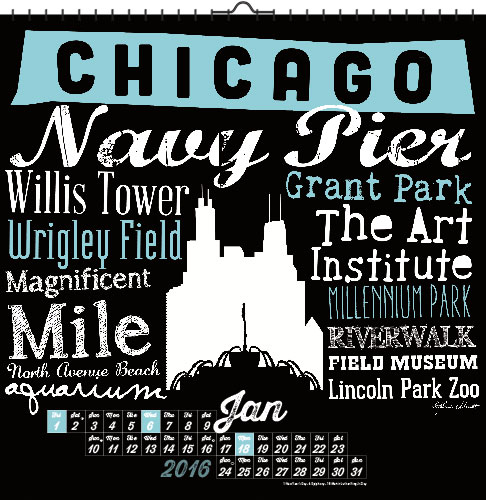 CHICAGO
Navy Pier
Willis Tower
Grant Park
Wrigley Field
The Art
Institute
Magnificent
Mile
MILLENNIUM PARK
RIVERWALK
North Avenue Beach
FIELD MUSEUM
aquarium
Lincoln Park Zoo
Jan
Fri Sat Sun Mon Tue Wed Thu Fri Sat
1 2 3 4 5 6 7 8 9
Sun Mon Tue Wed Thu Fri Sat Sun Mon Tue Wed Thu Fri Sat
10 11 12 13 14 15 16 17 18 19 20 21 22 23
2016
Sun Mon Tue Wed Thu Fri Sat Sun
24 25 26 27 28 29 30 31